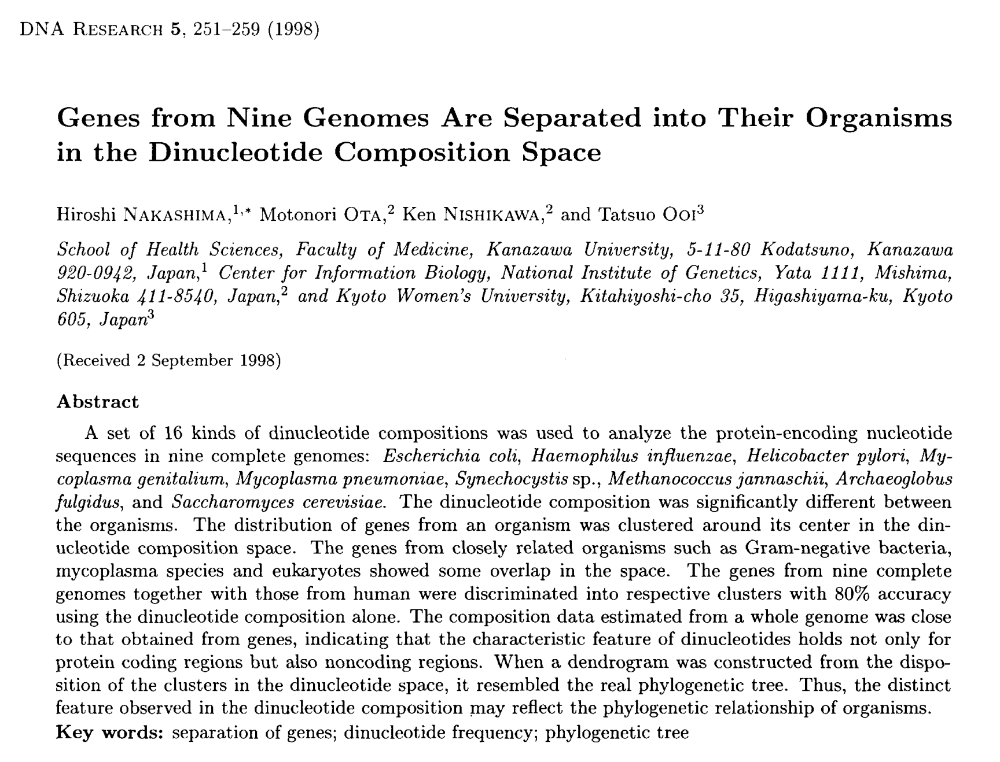 DNA RESEARCH 5, 251–259 (1998)
Genes from Nine Genomes Are Separated into Their Organisms
in the Dinucleotide Composition Space
Hiroshi NAKASHIMA,1,* Motonori OTA,2 Ken NISHIKAWA,2 and Tatsuo OOI3
School of Health Sciences, Faculty of Medicine, Kanazawa University, 5-11-80 Kodatsuno, Kanazawa
920-0942, Japan,1 Center for Information Biology, National Institute of Genetics, Yata 1111, Mishima,
Shizuoka 411-8540, Japan,2 and Kyoto Women's University, Kitahiyoshi-cho 35, Higashiyama-ku, Kyoto
605, Japan3
(Received 2 September 1998)
Abstract
A set of 16 kinds of dinucleotide compositions was used to analyze the protein-encoding nucleotide
sequences in nine complete genomes: Escherichia coli, Haemophilus influenzae, Helicobacter pylori, My-
coplasma genitalium, Mycoplasma pneumoniae, Synechocystis sp., Methanococcus jannaschii, Archaeoglobus
fulgidus, and Saccharomyces cerevisiae. The dinucleotide composition was significantly different between
the organisms. The distribution of genes from an organism was clustered around its center in the din-
ucleotide composition space. The genes from closely related organisms such as Gram-negative bacteria,
mycoplasma species and eukaryotes showed some overlap in the space. The genes from nine complete
genomes together with those from human were discriminated into respective clusters with 80% accuracy
using the dinucleotide composition alone. The composition data estimated from a whole genome was close
to that obtained from genes, indicating that the characteristic feature of dinucleotides holds not only for
protein coding regions but also noncoding regions. When a dendrogram was constructed from the dispo-
sition of the clusters in the dinucleotide space, it resembled the real phylogenetic tree. Thus, the distinct
feature observed in the dinucleotide composition may reflect the phylogenetic relationship of organisms.
Key words: separation of genes; dinucleotide frequency; phylogenetic tree